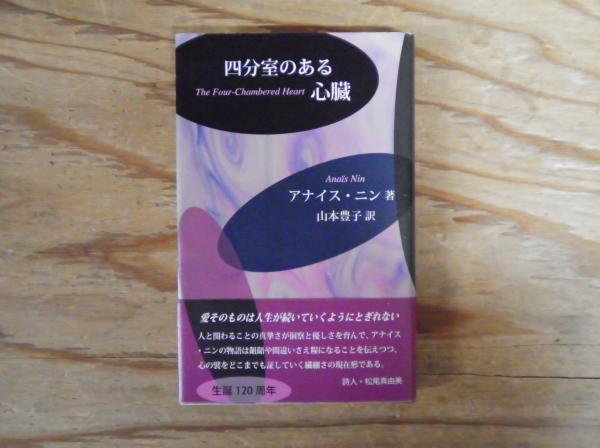 四分室のある
The Four-Chambered Heart 心臓
Anaïs Nin
アナイス・ニン 著
山本豊子 訳
愛そのものは人生が続いていくようにとぎれない
人と関わることの真摯さが洞察と優しさを育んで、アナイス
・ニンの物語は齟齬や間違いさえ糧になることを伝えつつ、
心の襞をどこまでも証していく繊細さの現在形である。
詩人・松尾真由美
生誕 120 周年